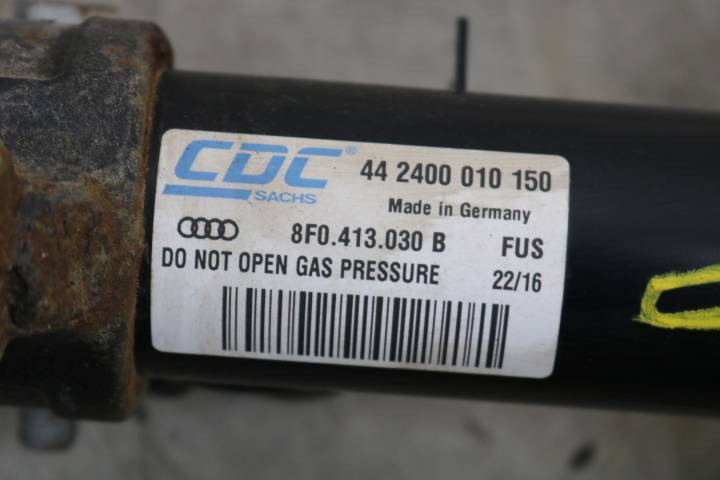 CDC® 44 2400 010 150
SACHS
Made in Germany
8F0.413.030 B FUS
DO NOT OPEN GAS PRESSURE 22/16